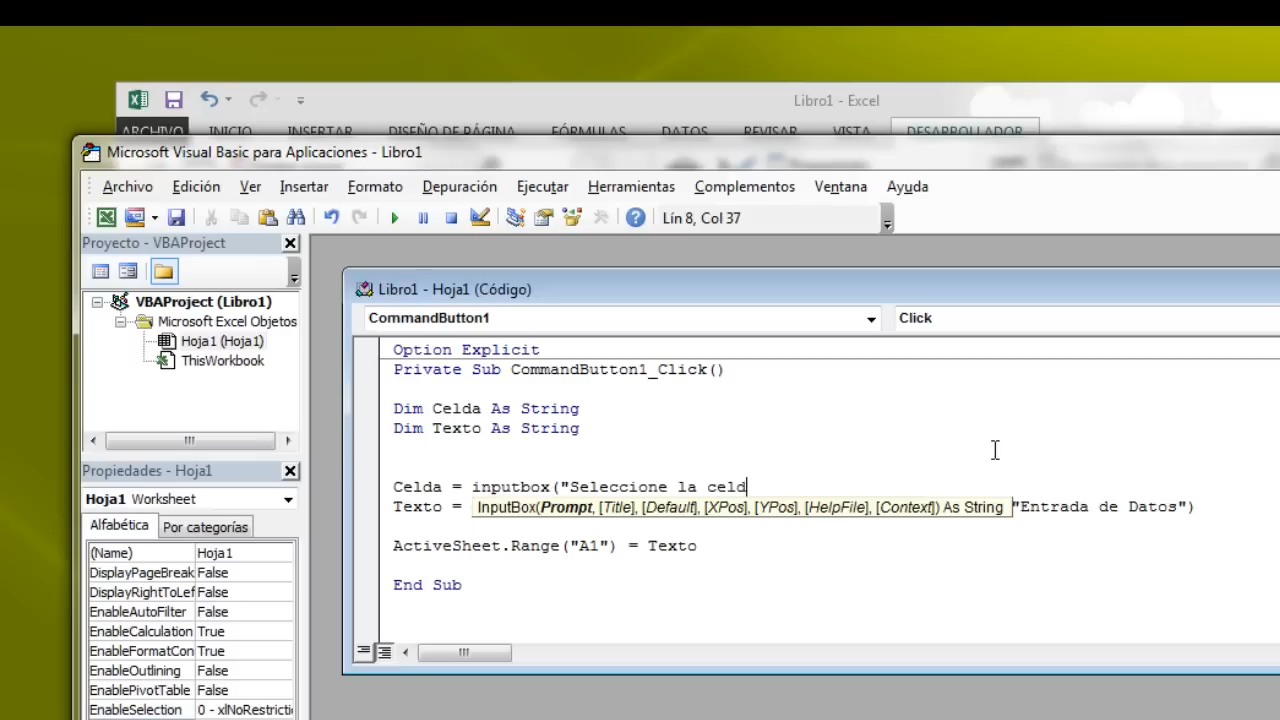 Libro1 - Excel
ARCHIVO INICIO INSERTAR DISEÑO DE PÁGINA FÓRMULAS DATOS REVISAR VISTA DESARROLLADOR
Microsoft Visual Basic para Aplicaciones - Libro1
Archivo Edición Ver Insertar Formato Depuración Ejecutar Herramientas Complementos Ventana Ayuda
Lín 8, Col 37
Proyecto - VBAProject
VBAProject (Libro1)
Microsoft Excel Objetos
Hoja1 (Hoja1)
ThisWorkbook
Propiedades - Hoja1
Hoja1 Worksheet
Alfabética Por categorías
(Name) Hoja1
DisplayPageBreak False
DisplayRightToLef False
EnableAutoFilter False
EnableCalculation True
EnableFormatCon True
EnableOutlining False
EnablePivotTable False
EnableSelection 0 - xlNoRestricti
Libro1 - Hoja1 (Código)
CommandButton1 Click
Option Explicit
Private Sub CommandButton1_Click()
Dim Celda As String
Dim Texto As String
Celda = inputbox("Seleccione la celd
Texto = "Entrada de Datos")
InputBox(Prompt, [Title], [Default], [XPos], [YPos], [HelpFile], [Context]) As String
ActiveSheet.Range("A1") = Texto
End Sub